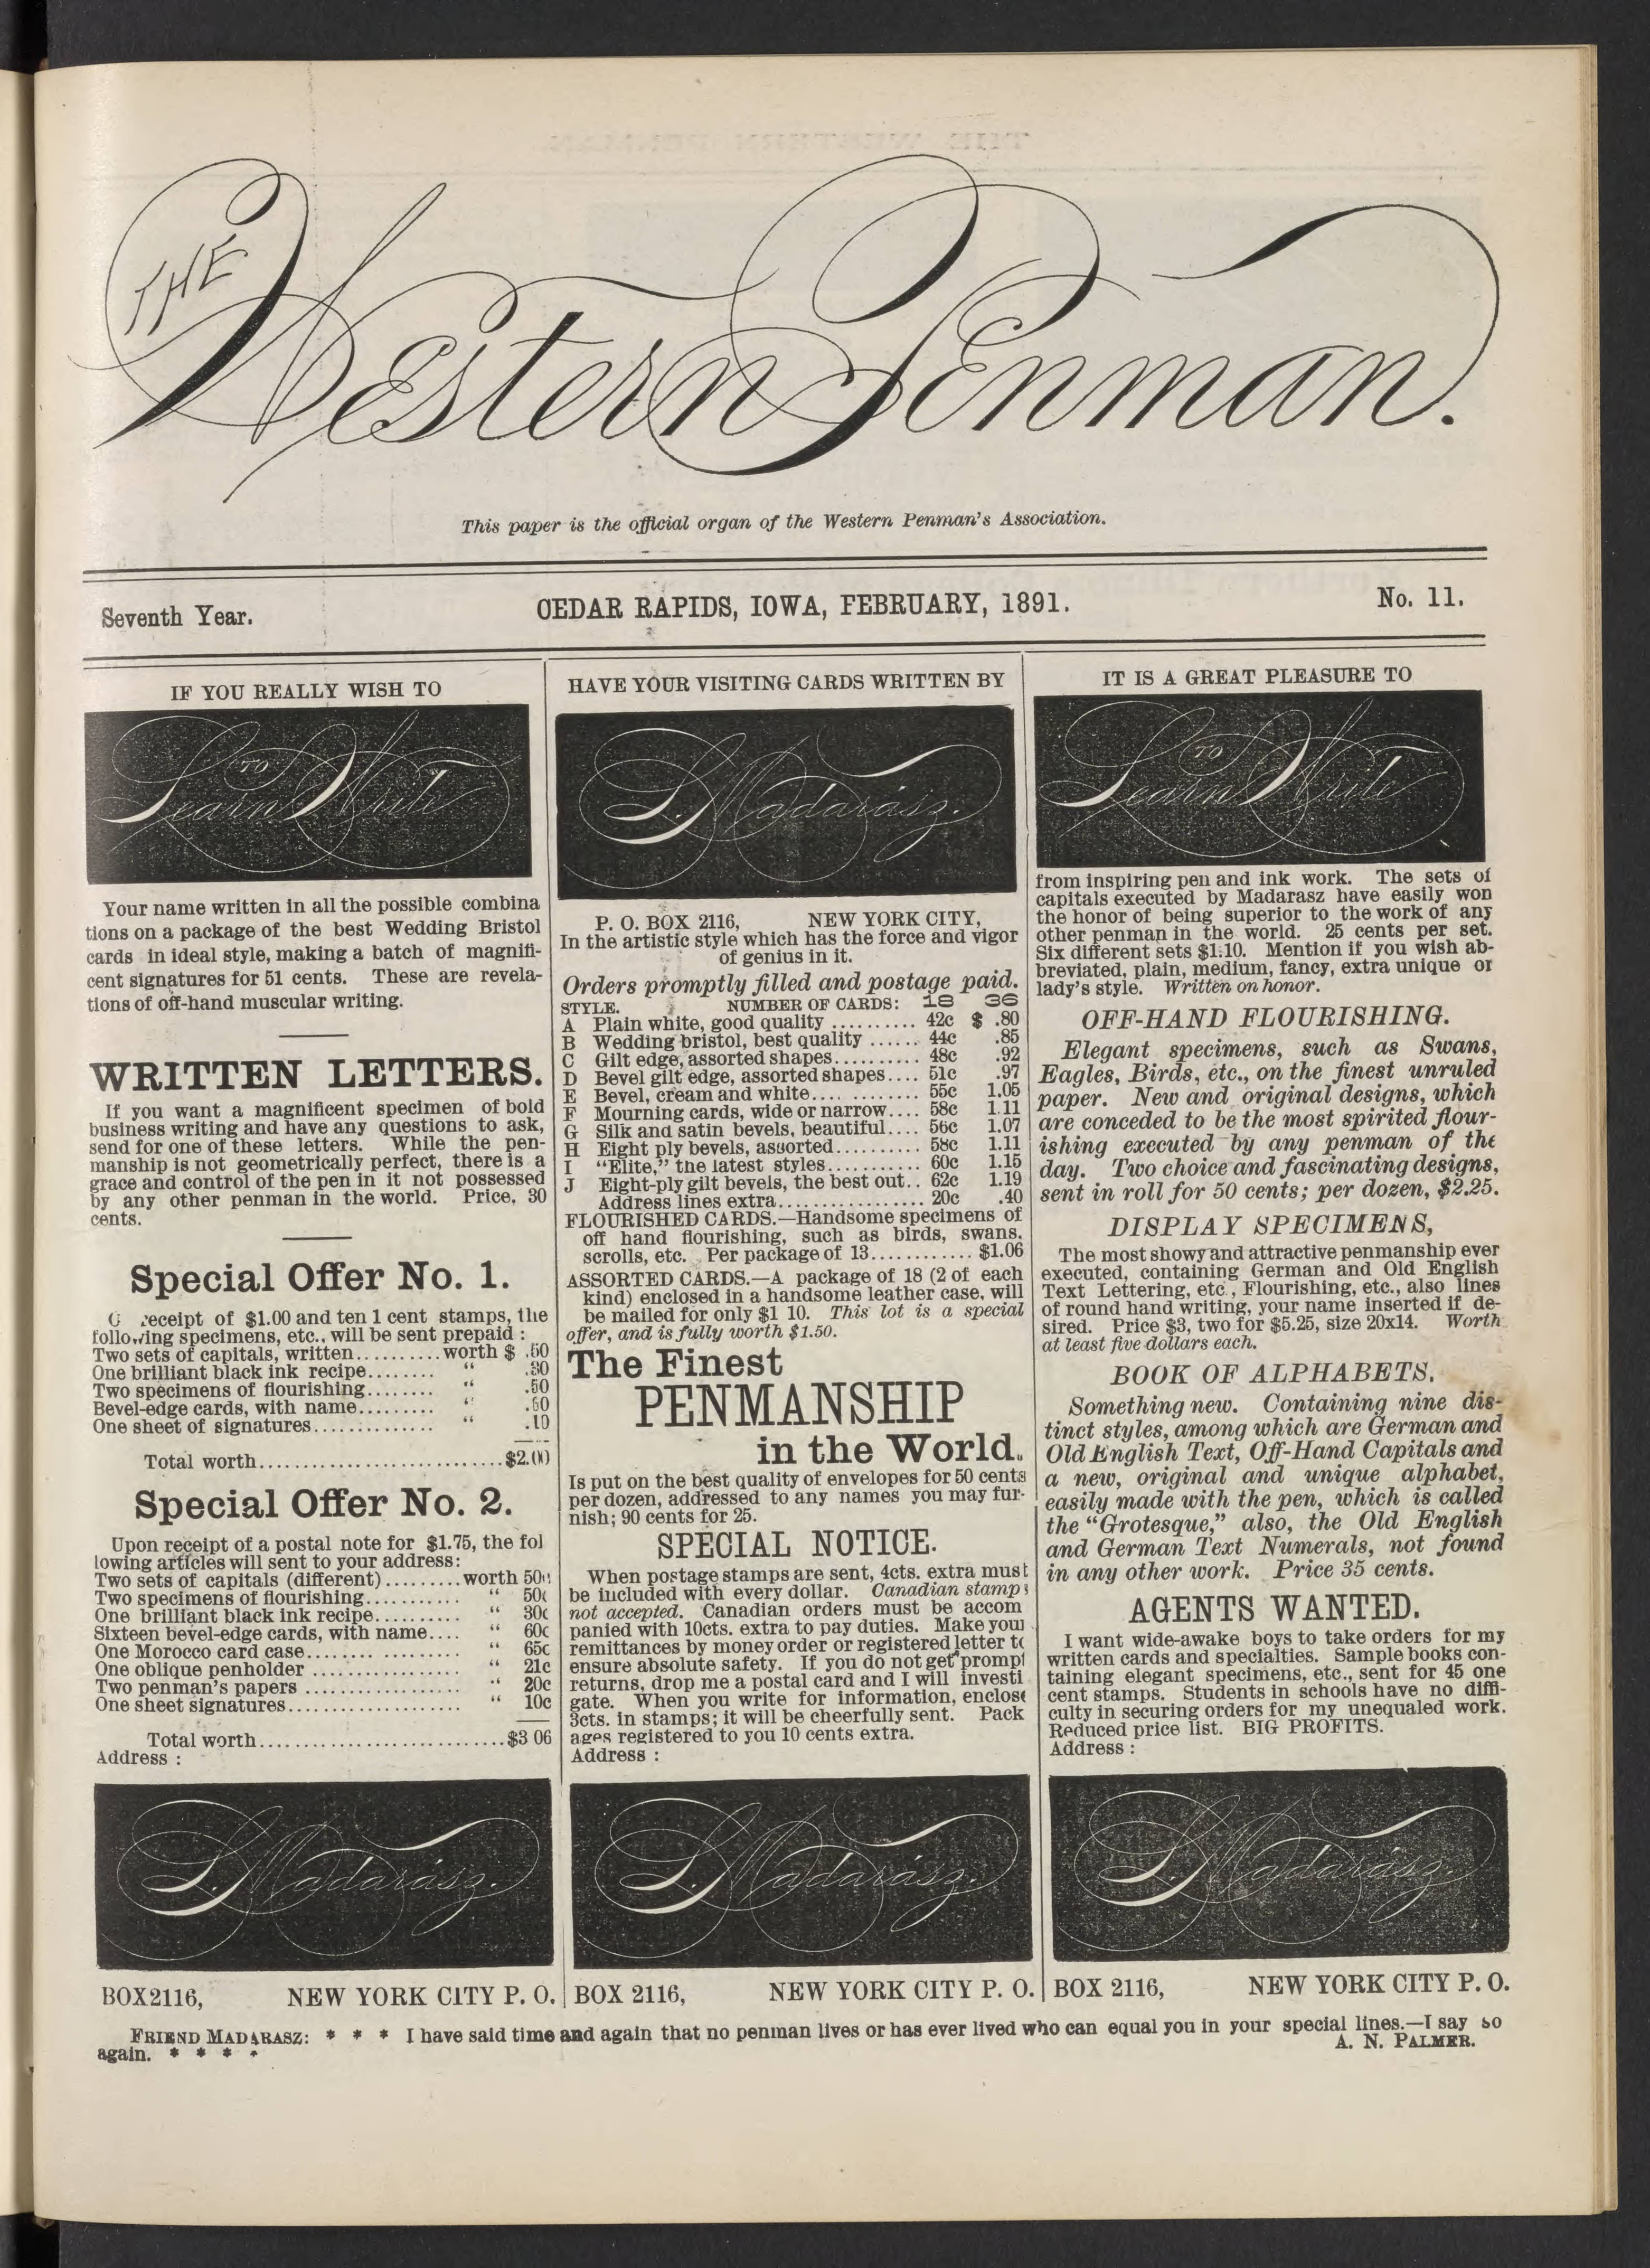 THE
Western Penman.
This paper is the official organ of the Western Penman's Association.
Seventh Year.
CEDAR RAPIDS, IOWA, FEBRUARY, 1891.
No. 11.
IF YOU REALLY WISH TO
Learn TO Write
Your name written in all the possible combina
tions on a package of the best Wedding Bristol
cards in ideal style, making a batch of magnifi-
cent signatures for 51 cents. These are revela-
tions of off-hand muscular writing.
WRITTEN LETTERS.
If you want a magnificent specimen of bold
business writing and have any questions to ask,
send for one of these letters. While the pen-
manship is not geometrically perfect, there is a
grace and control of the pen in it not possessed
by any other penman in the world. Price, 30
cents.
Special Offer No. 1.
receipt of $1.00 and ten 1 cent stamps, the
following specimens, etc., will be sent prepaid :
Two sets of capitals, written..........worth $ .50
One brilliant black ink recipe........ " .30
Two specimens of flourishing........ " .50
Bevel-edge cards, with name......... " .60
One sheet of signatures.............. " .10
Total worth............................$2.00
Special Offer No. 2.
Upon receipt of a postal note for $1.75, the fol
lowing articles will sent to your address:
Two sets of capitals (different).........worth 50c
Two specimens of flourishing........... " 50c
One brilliant black ink recipe.......... " 30c
Sixteen bevel-edge cards, with name.... " 60c
One Morocco card case................. " 65c
One oblique penholder .................. " 21c
Two penman's papers ................... " 20c
One sheet signatures..................... " 10c
Total worth............................$3 06
Address :
L. Madarász.
BOX2116, NEW YORK CITY P. O.
HAVE YOUR VISITING CARDS WRITTEN BY
L. Madarász.
P. O. BOX 2116, NEW YORK CITY,
In the artistic style which has the force and vigor
of genius in it.
Orders promptly filled and postage paid.
STYLE. NUMBER OF CARDS: 18 36
A Plain white, good quality .......... 42c $ .80
B Wedding bristol, best quality ...... 44c .85
C Gilt edge, assorted shapes.......... 48c .92
D Bevel gilt edge, assorted shapes.... 51c .97
E Bevel, cream and white.... ......... 55c 1.05
F Mourning cards, wide or narrow.... 58c 1.11
G Silk and satin bevels, beautiful.... 56c 1.07
H Eight ply bevels, assorted.......... 58c 1.11
I "Elite," the latest styles........... 60c 1.15
J Eight-ply gilt bevels, the best out.. 62c 1.19
Address lines extra.................. 20c .40
FLOURISHED CARDS.—Handsome specimens of
off hand flourishing, such as birds, swans,
scrolls, etc. Per package of 13............ $1.06
ASSORTED CARDS.—A package of 18 (2 of each
kind) enclosed in a handsome leather case, will
be mailed for only $1 10. This lot is a special
offer, and is fully worth $1.50.
The Finest
PENMANSHIP
in the World.
Is put on the best quality of envelopes for 50 cents
per dozen, addressed to any names you may fur-
nish; 90 cents for 25.
SPECIAL NOTICE.
When postage stamps are sent, 4cts. extra must
be included with every dollar. Canadian stamps
not accepted. Canadian orders must be accom
panied with 10cts. extra to pay duties. Make your
remittances by money order or registered letter to
ensure absolute safety. If you do not get prompt
returns, drop me a postal card and I will investi
gate. When you write for information, enclose
3cts. in stamps; it will be cheerfully sent. Pack
ages registered to you 10 cents extra.
Address :
L. Madarász.
BOX 2116, NEW YORK CITY P. O.
IT IS A GREAT PLEASURE TO
Learn TO Write
from inspiring pen and ink work. The sets of
capitals executed by Madarasz have easily won
the honor of being superior to the work of any
other penman in the world. 25 cents per set.
Six different sets $1.10. Mention if you wish ab-
breviated, plain, medium, fancy, extra unique or
lady's style. Written on honor.
OFF-HAND FLOURISHING.
Elegant specimens, such as Swans,
Eagles, Birds, etc., on the finest unruled
paper. New and original designs, which
are conceded to be the most spirited flour-
ishing executed by any penman of the
day. Two choice and fascinating designs,
sent in roll for 50 cents; per dozen, $2.25.
DISPLAY SPECIMENS,
The most showy and attractive penmanship ever
executed, containing German and Old English
Text Lettering, etc., Flourishing, etc., also lines
of round hand writing, your name inserted if de-
sired. Price $3, two for $5.25, size 20x14. Worth
at least five dollars each.
BOOK OF ALPHABETS.
Something new. Containing nine dis-
tinct styles, among which are German and
Old English Text, Off-Hand Capitals and
a new, original and unique alphabet,
easily made with the pen, which is called
the "Grotesque," also, the Old English
and German Text Numerals, not found
in any other work. Price 35 cents.
AGENTS WANTED.
I want wide-awake boys to take orders for my
written cards and specialties. Sample books con-
taining elegant specimens, etc., sent for 45 one
cent stamps. Students in schools have no diffi-
culty in securing orders for my unequaled work.
Reduced price list. BIG PROFITS.
Address :
L. Madarász.
BOX 2116, NEW YORK CITY P. O.
FRIEND MADARASZ: * * * I have said time and again that no penman lives or has ever lived who can equal you in your special lines.—I say so
again. * * * *
A. N. PALMER.